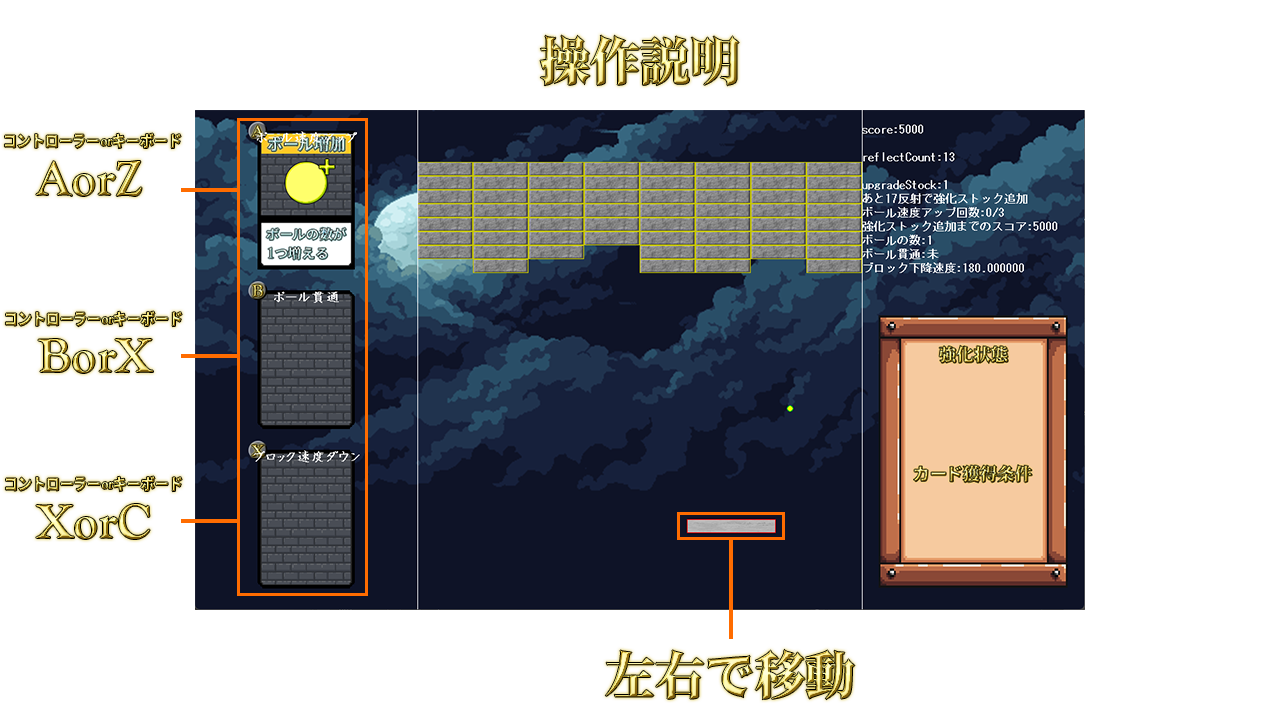 操作説明
コントローラーorキーボード
AorZ
A
ボール増加
ボールの数が
1つ増える
コントローラーorキーボード
BorX
B
ボール貫通
コントローラーorキーボード
XorC
X
ブロック速度ダウン
score:5000
reflectCount:13
upgradeStock:1
あと17反射で強化ストック追加
ボール速度アップ回数:0/3
強化ストック追加までのスコア:5000
ボールの数:1
ボール貫通:未
ブロック下降速度:180.000000
強化状態
カード獲得条件
左右で移動